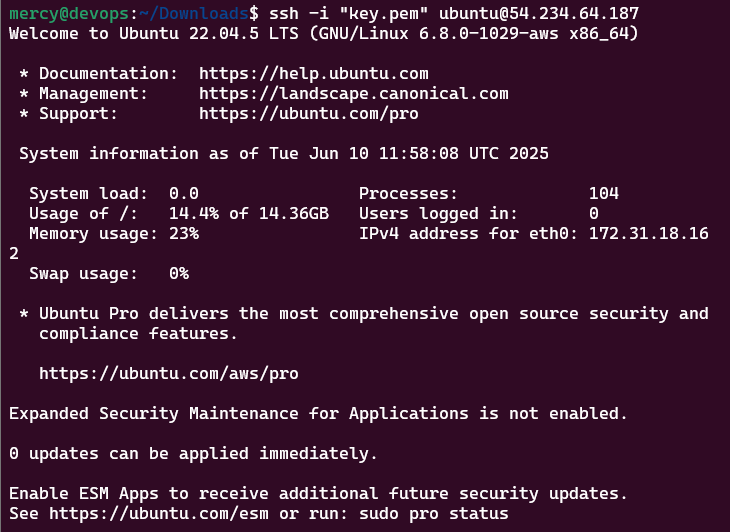 mercy@devops:~/Downloads$ ssh -i "key.pem" ubuntu@54.234.64.187
Welcome to Ubuntu 22.04.5 LTS (GNU/Linux 6.8.0-1029-aws x86_64)

 * Documentation:  https://help.ubuntu.com
 * Management:     https://landscape.canonical.com
 * Support:        https://ubuntu.com/pro

 System information as of Tue Jun 10 11:58:08 UTC 2025

  System load:  0.0                Processes:             104
  Usage of /:   14.4% of 14.36GB   Users logged in:       0
  Memory usage: 23%                IPv4 address for eth0: 172.31.18.16
2
  Swap usage:   0%

 * Ubuntu Pro delivers the most comprehensive open source security and
   compliance features.

   https://ubuntu.com/aws/pro

Expanded Security Maintenance for Applications is not enabled.

0 updates can be applied immediately.

Enable ESM Apps to receive additional future security updates.
See https://ubuntu.com/esm or run: sudo pro status